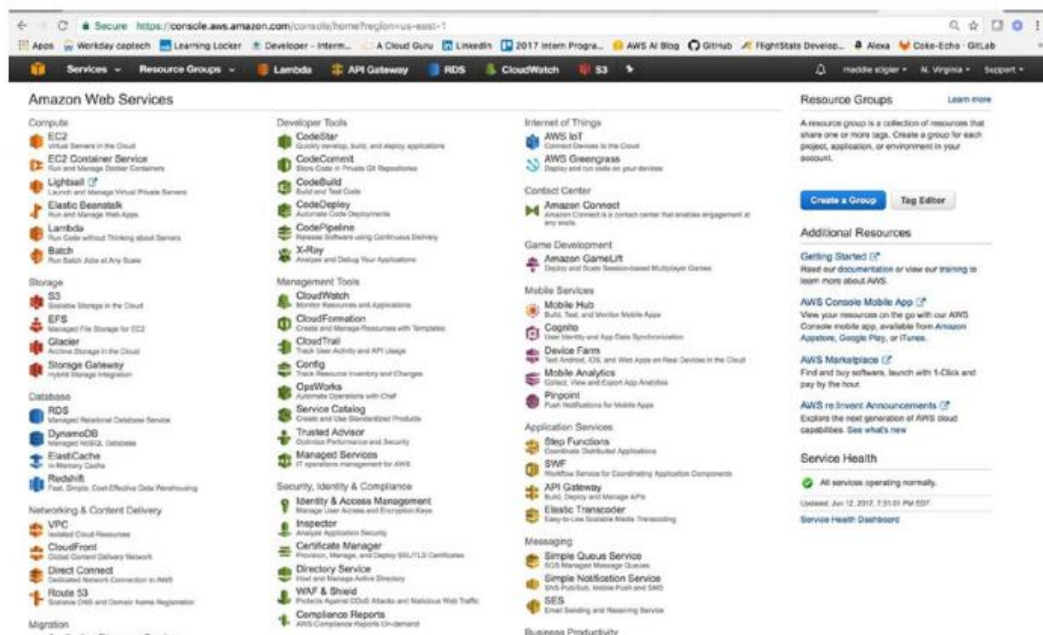 Secure https://console.aws.amazon.com/console/home?region=us-east-1
Apps Workday captech Learning Locker Developer - Interm... A Cloud Guru LinkedIn 2017 Intern Progra... AWS AI Blog GitHub FlightStats Develop... Alexa Coke-Echo · GitLab
Services Resource Groups Lambda API Gateway RDS CloudWatch S3 maddie stigler N. Virginia Support
Amazon Web Services
Compute
EC2
Virtual Servers in the Cloud
EC2 Container Service
Run and Manage Docker Containers
Lightsail
Launch and Manage Virtual Private Servers
Elastic Beanstalk
Run and Manage Web Apps
Lambda
Run Code without Thinking about Servers
Batch
Run Batch Jobs at Any Scale
Storage
S3
Scalable Storage in the Cloud
EFS
Managed File Storage for EC2
Glacier
Archive Storage in the Cloud
Storage Gateway
Hybrid Storage Integration
Database
RDS
Managed Relational Database Service
DynamoDB
Managed NoSQL Database
ElastiCache
In-Memory Cache
Redshift
Fast, Simple, Cost-Effective Data Warehousing
Networking & Content Delivery
VPC
Isolated Cloud Resources
CloudFront
Global Content Delivery Network
Direct Connect
Dedicated Network Connection to AWS
Route 53
Scalable DNS and Domain Name Registration
Migration
Developer Tools
CodeStar
Quickly develop, build, and deploy applications
CodeCommit
Store Code in Private Git Repositories
CodeBuild
Build and Test Code
CodeDeploy
Automate Code Deployments
CodePipeline
Release Software using Continuous Delivery
X-Ray
Analyze and Debug Your Applications
Management Tools
CloudWatch
Monitor Resources and Applications
CloudFormation
Create and Manage Resources with Templates
CloudTrail
Track User Activity and API Usage
Config
Track Resource Inventory and Changes
OpsWorks
Automate Operations with Chef
Service Catalog
Create and Use Standardized Products
Trusted Advisor
Optimize Performance and Security
Managed Services
IT operations management for AWS
Security, Identity & Compliance
Identity & Access Management
Manage User Access and Encryption Keys
Inspector
Analyze Application Security
Certificate Manager
Provision, Manage, and Deploy SSL/TLS Certificates
Directory Service
Host and Manage Active Directory
WAF & Shield
Protects Against DDoS Attacks and Malicious Web Traffic
Compliance Reports
AWS Compliance Reports On-demand
Internet of Things
AWS IoT
Connect Devices to the Cloud
AWS Greengrass
Deploy and run code on your devices
Contact Center
Amazon Connect
Amazon Connect is a contact center that enables engagement at
any scale.
Game Development
Amazon GameLift
Deploy and Scale Session-based Multiplayer Games
Mobile Services
Mobile Hub
Build, Test, and Monitor Mobile Apps
Cognito
User Identity and App Data Synchronization
Device Farm
Test Android, iOS, and Web Apps on Real Devices in the Cloud
Mobile Analytics
Collect, View and Export App Analytics
Pinpoint
Push Notifications for Mobile Apps
Application Services
Step Functions
Coordinate Distributed Applications
SWF
Workflow Service for Coordinating Application Components
API Gateway
Build, Deploy and Manage APIs
Elastic Transcoder
Easy-to-Use Scalable Media Transcoding
Messaging
Simple Queue Service
SQS Managed Message Queues
Simple Notification Service
SNS Pub/Sub, Mobile Push and SMS
SES
Email Sending and Receiving Service
Business Productivity
Resource Groups Learn more
A resource group is a collection of resources that
share one or more tags. Create a group for each
project, application, or environment in your
account.
Create a Group Tag Editor
Additional Resources
Getting Started
Read our documentation or view our training to
learn more about AWS.
AWS Console Mobile App
View your resources on the go with our AWS
Console mobile app, available from Amazon
Appstore, Google Play, or iTunes.
AWS Marketplace
Find and buy software, launch with 1-Click and
pay by the hour.
AWS re:Invent Announcements
Explore the next generation of AWS cloud
capabilities. See what's new
Service Health
All services operating normally.
Updated: Jun 12, 2017, 7:51:01 PM EDT
Service Health Dashboard